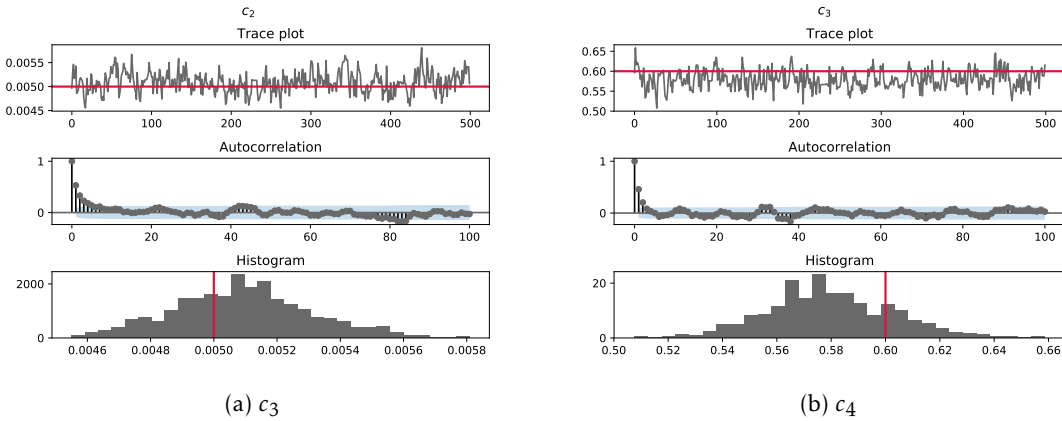 c₂
Trace plot
0.0055
0.0050
0.0045
0 100 200 300 400 500
Autocorrelation
1
0
0 20 40 60 80 100
Histogram
2000
0
0.0046 0.0048 0.0050 0.0052 0.0054 0.0056 0.0058
(a) c₃
c₃
Trace plot
0.65
0.60
0.55
0.50
0 100 200 300 400 500
Autocorrelation
1
0
0 20 40 60 80 100
Histogram
20
0
0.50 0.52 0.54 0.56 0.58 0.60 0.62 0.64 0.66
(b) c₄